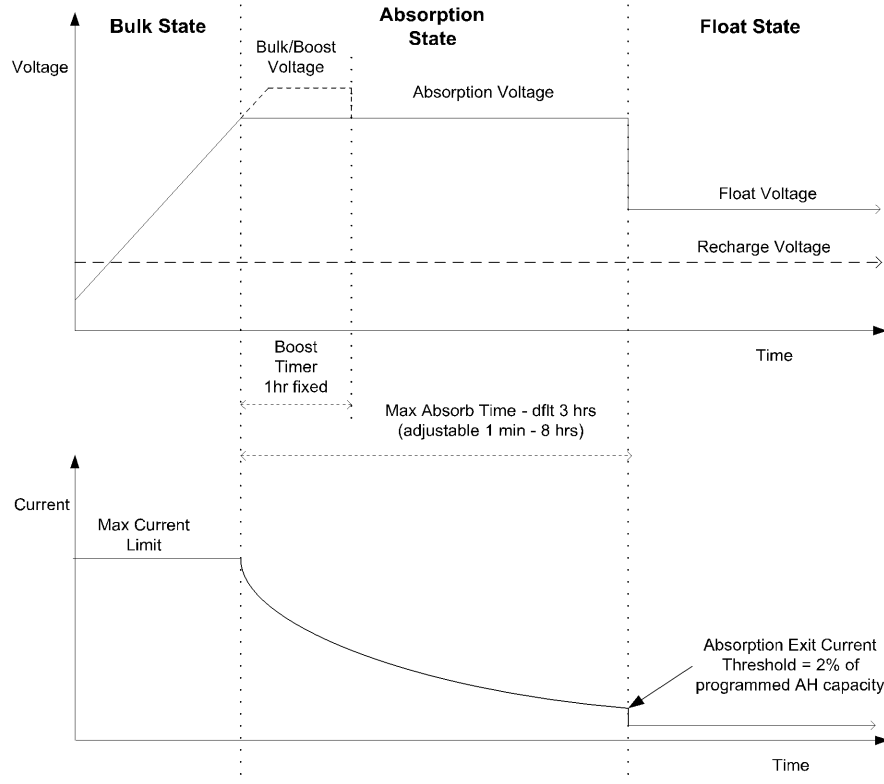 Bulk State
Absorption
State
Float State
Voltage
Bulk/Boost
Voltage
Absorption Voltage
Float Voltage
Recharge Voltage
Time
Boost
Timer
1hr fixed
Max Absorb Time - dflt 3 hrs
(adjustable 1 min - 8 hrs)
Current
Max Current
Limit
Absorption Exit Current
Threshold = 2% of
programmed AH capacity
Time